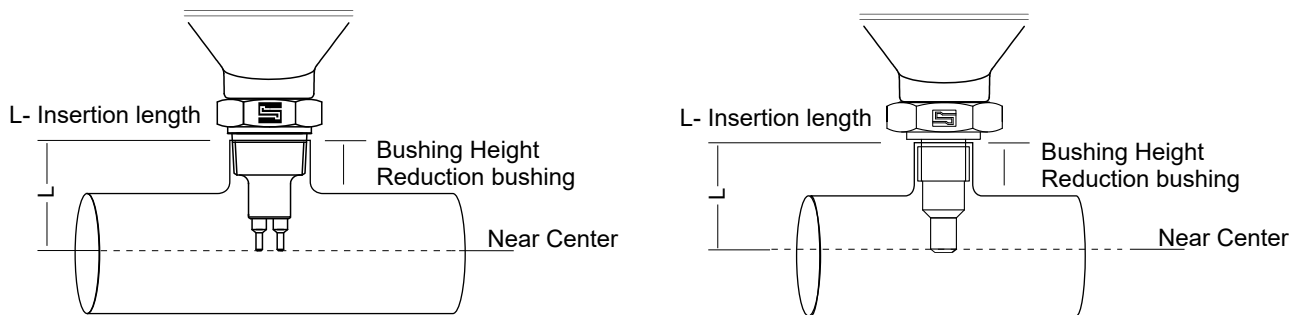 L- Insertion length
L
Bushing Height
Reduction bushing
Near Center
L- Insertion length
L
Bushing Height
Reduction bushing
Near Center